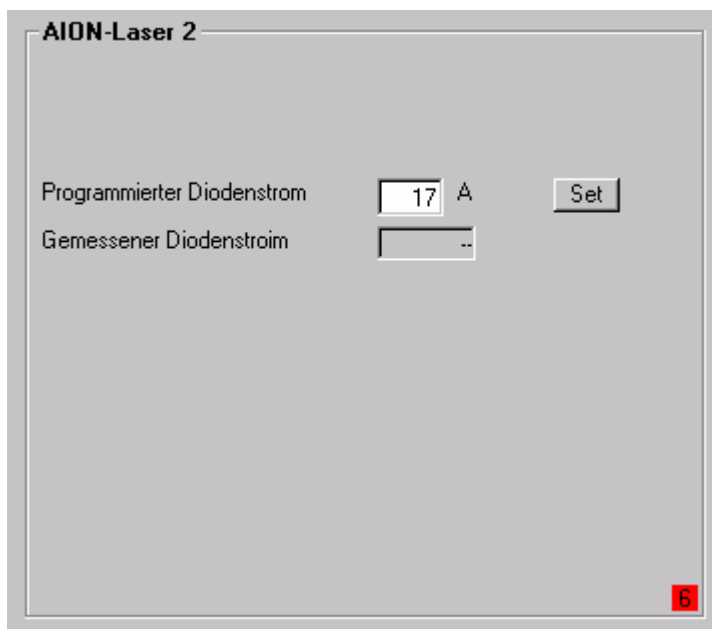 AION-Laser 2
Programmierter Diodenstrom 17 A Set
Gemessener Diodenstroim --
6